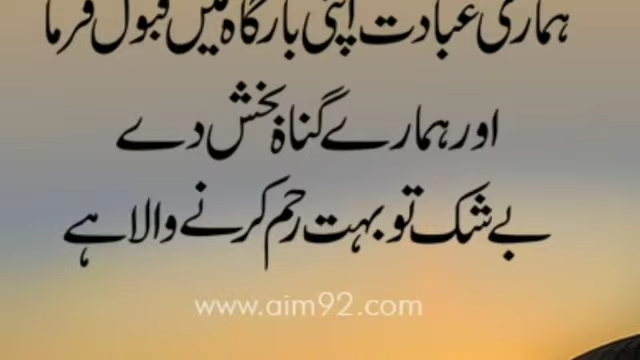 ہماری عبادت اپنی بارگاہ میں قبول فرما
اور ہمارے گناہ بخش دے
بے شک تو بہت رحم کرنے والا ہے
www.aim92.com